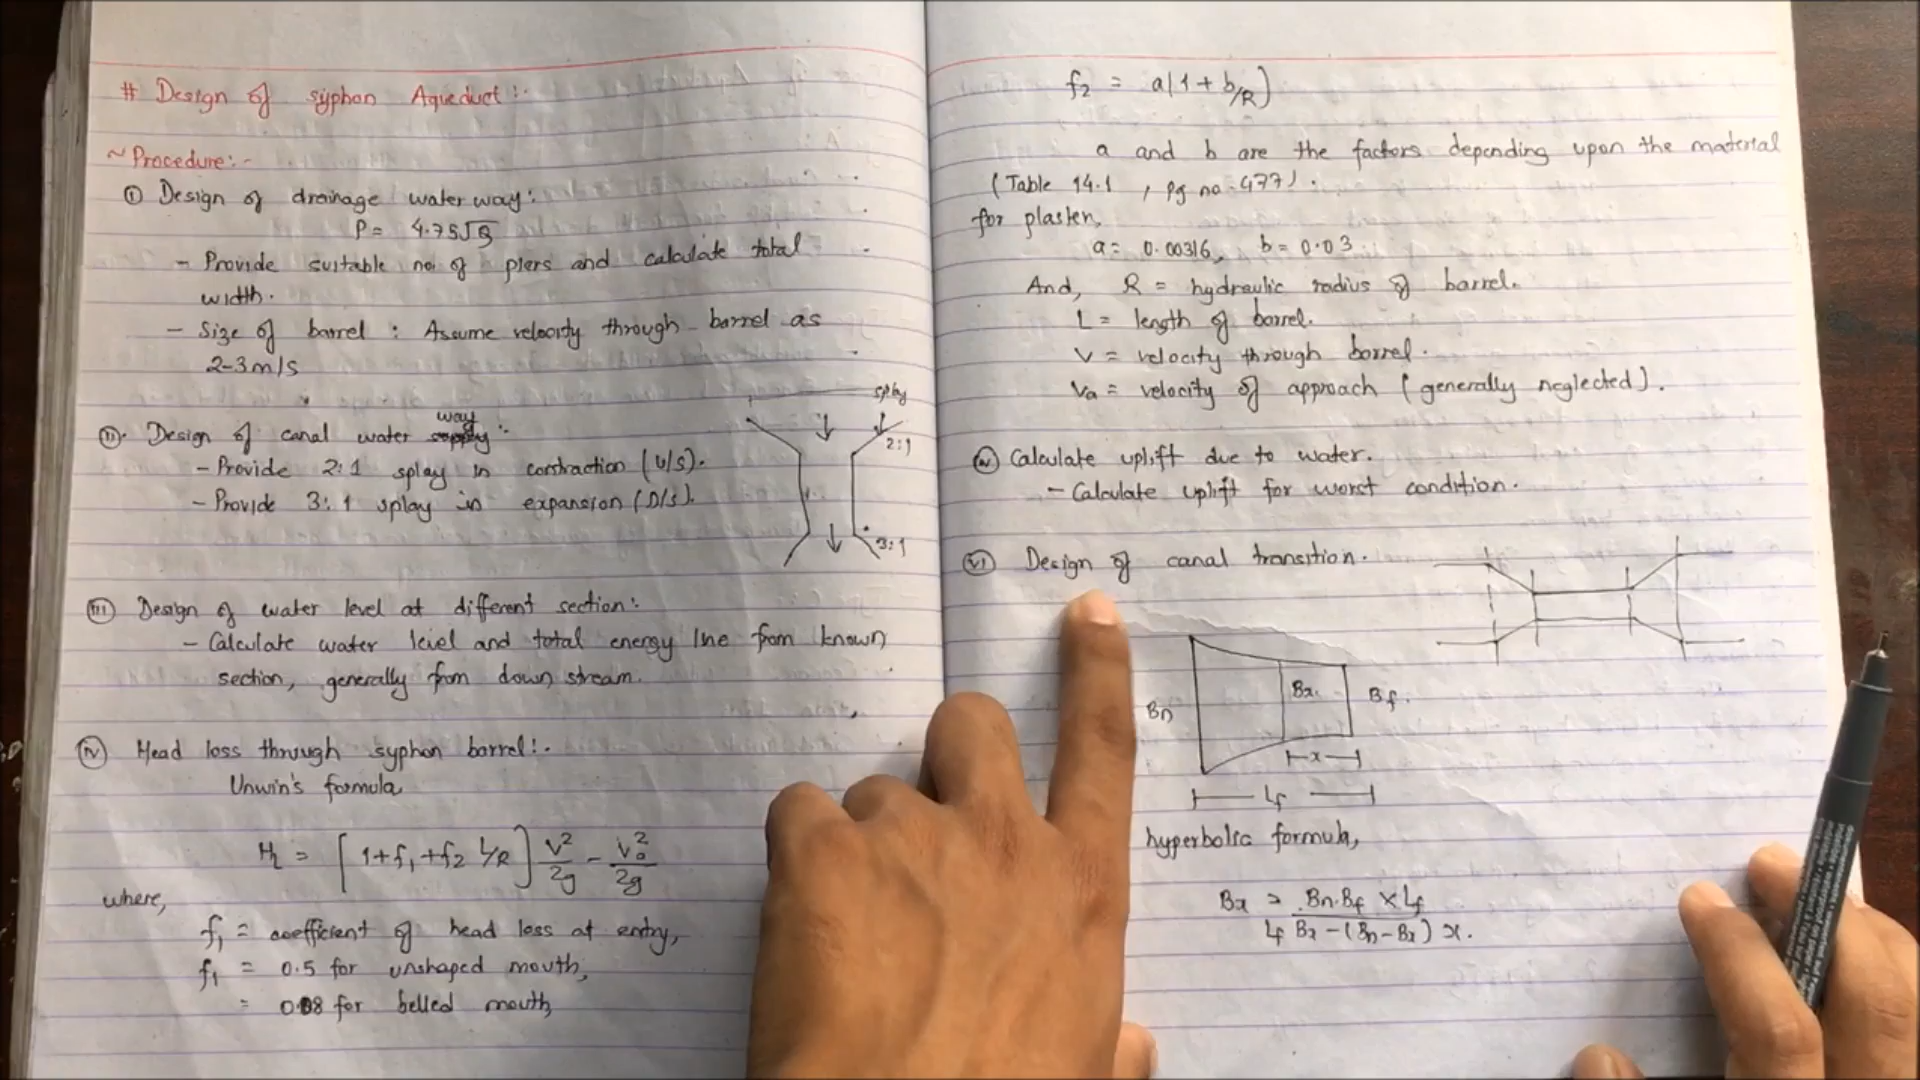 # Design of syphon Aqueduct :-
~ Procedure:-
① Design of drainage water way:
P = 4.75√Q
- Provide suitable no. of piers and calculate total
width.
- Size of barrel : Assume velocity through barrel as
2-3m/s
splay
2:1
3:1
way
ⅱ. Design of canal water supply:
- Provide 2:1 splay in contraction (U/S).
- Provide 3:1 splay in expansion (D/S).
ⅲ Design of water level at different section:
- Calculate water level and total energy line from known
section, generally from down stream.
ⅳ Head loss through syphon barrel:-
Unwin's formula
HL = [1+f1+f2 L/R] V²/2g - Va²/2g
where,
f1 = coefficient of head loss at entry,
f1 = 0.5 for unshaped mouth,
= 0.08 for belled mouth,
f2 = a(1 + b/R)
a and b are the factors depending upon the material
(Table 14.1 , pg no. 477).
for plaster,
a = 0.00316, b = 0.03
And, R = hydraulic radius of barrel.
L = length of barrel.
V = velocity through barrel.
Va = velocity of approach (generally neglected).
Calculate uplift due to water.
- Calculate uplift for worst condition.
ⅵ Design of canal transition.
Bn
Bx
Bf.
x
Lf
hyperbolic formula,
Bx = Bn.Bf × Lf
Lf Bx - (Bn - Bx) x.